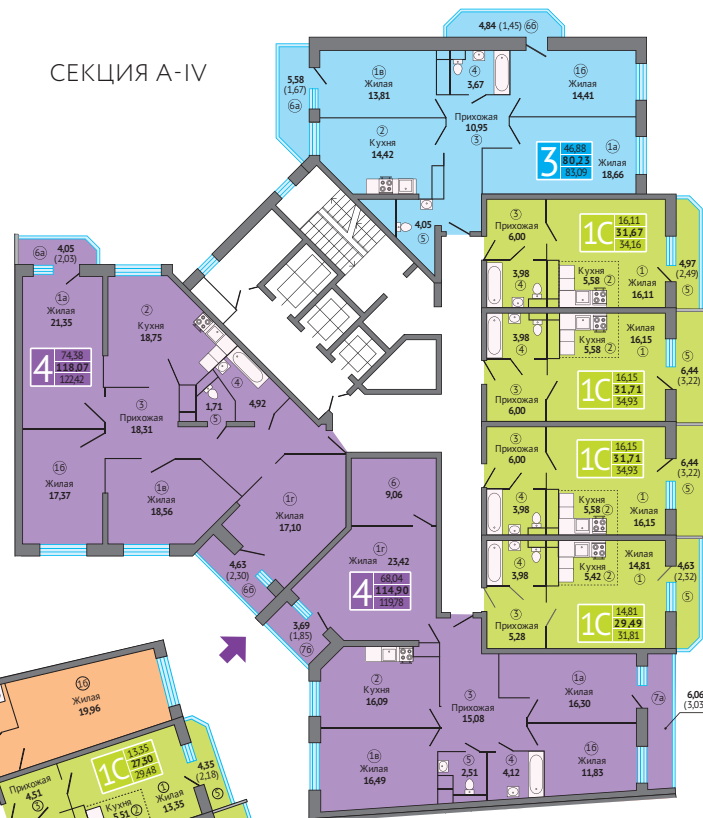 СЕКЦИЯ А-IV
4,84 (1,45) 6б
5,58
(1,67)
6а
1в
Жилая
13,81
4
3,67
1б
Жилая
14,41
2
Кухня
14,42
Прихожая
10,95
3
3
46,88
80,23
83,09
1а
Жилая
18,66
4,05
5
3
6,00
1С
16,11
31,67
34,16
4,97
(2,49)
5
3,98
4
Кухня
5,58 2
1
Жилая
16,11
3,98
4
Кухня
5,58 2
Жилая
16,15
1
5
6,44
(3,22)
3
Прихожая
6,00
1С
16,15
31,71
34,93
3
Прихожая
6,00
1С
16,15
31,71
34,93
6,44
(3,22)
5
4
3,98
Кухня
5,58 2
1
Жилая
16,15
4
3,98
Кухня
5,42 2
Жилая
14,81
1
4,63
(2,32)
5
3
Прихожая
5,28
1С
14,81
29,49
31,81
6а
4,05
(2,03)
1а
Жилая
21,35
2
Кухня
18,75
4
74,38
118,07
122,42
3
Прихожая
18,31
1,71
5
4
4,92
1б
Жилая
17,37
1в
Жилая
18,56
1г
Жилая
17,10
4,63
(2,30)
6б
6
9,06
1г
Жилая 23,42
4
68,04
114,90
119,78
3,69
(1,85)
7б
2
Кухня
16,09
3
Прихожая
15,08
1а
Жилая
16,30
7а
6,06
(3,03
1в
Жилая
16,49
5
2,51
4
4,12
1б
Жилая
11,83
1б
Жилая
19,96
1С
13,35
27,30
29,48
4,35
(2,18)
5
Прихожая
4,51
3
Кухня
5,51 2
1
Жилая
13,35